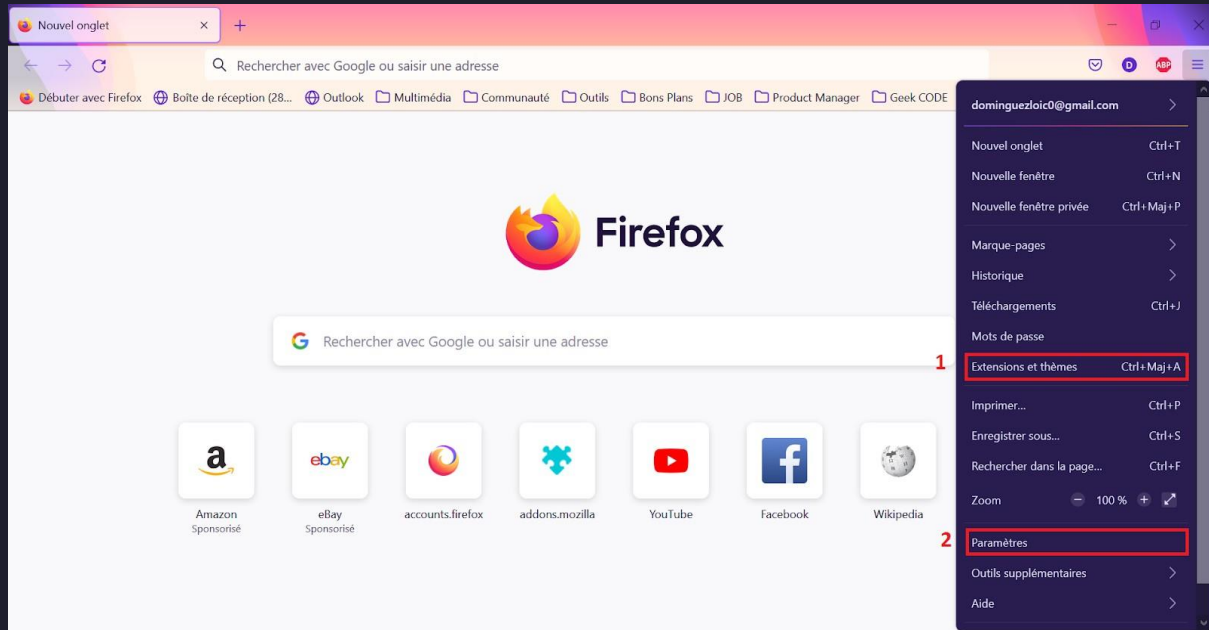 Nouvel onglet
Rechercher avec Google ou saisir une adresse
D
ABP
Débuter avec Firefox Boîte de réception (28... Outlook Multimédia Communauté Outils Bons Plans JOB Product Manager Geek CODE
dominguezloic0@gmail.com
Nouvel onglet Ctrl+T
Nouvelle fenêtre Ctrl+N
Nouvelle fenêtre privée Ctrl+Maj+P
Marque-pages
Historique
Téléchargements Ctrl+J
Mots de passe
1 Extensions et thèmes Ctrl+Maj+A
Imprimer... Ctrl+P
Enregistrer sous... Ctrl+S
Rechercher dans la page... Ctrl+F
Zoom − 100 % +
2 Paramètres
Outils supplémentaires
Aide
Firefox
G Rechercher avec Google ou saisir une adresse
a ebay f
Amazon eBay accounts.firefox addons.mozilla YouTube Facebook Wikipedia
Sponsorisé Sponsorisé